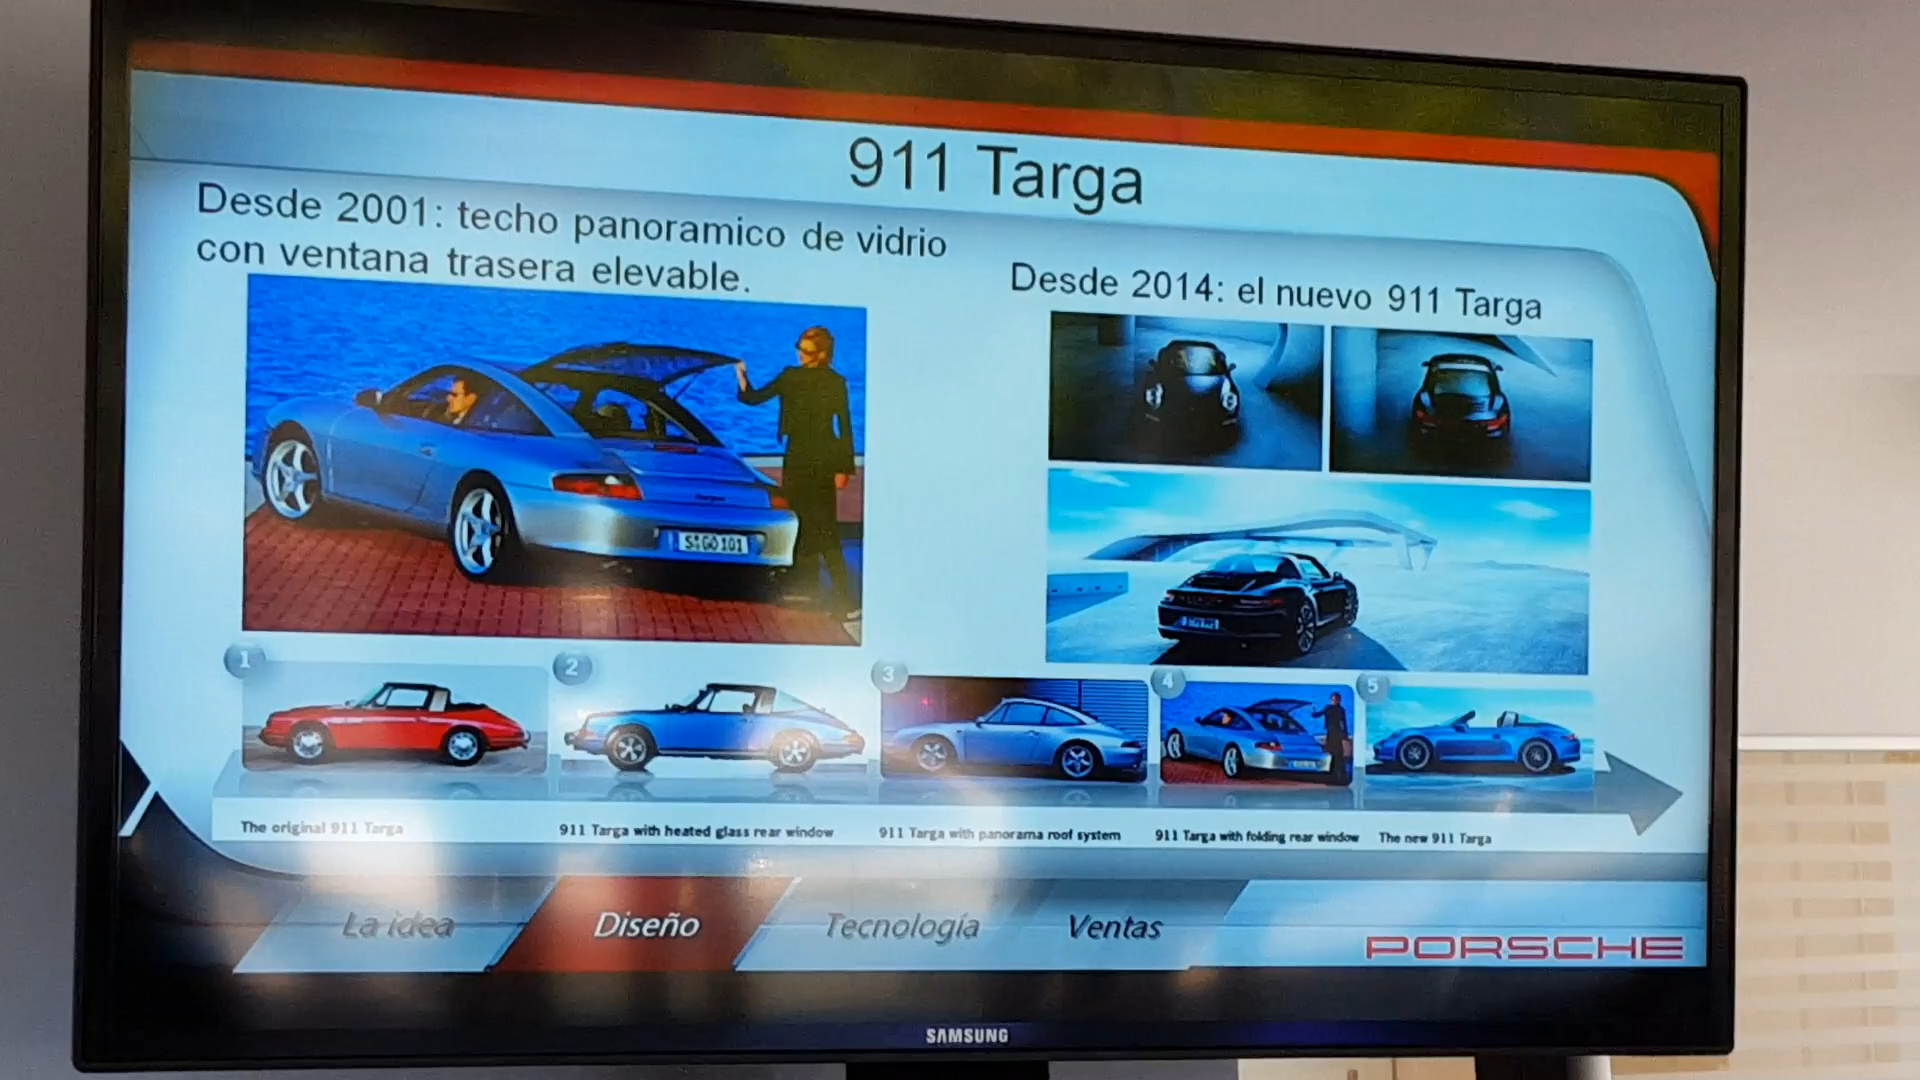 911 Targa
Desde 2001: techo panoramico de vidrio
con ventana trasera elevable.
Desde 2014: el nuevo 911 Targa
S GO 101
1
2
3
4
5
The original 911 Targa
911 Targa with heated glass rear window
911 Targa with panorama roof system
911 Targa with folding rear window
The new 911 Targa
La idea
Diseño
Tecnología
Ventas
PORSCHE
SAMSUNG